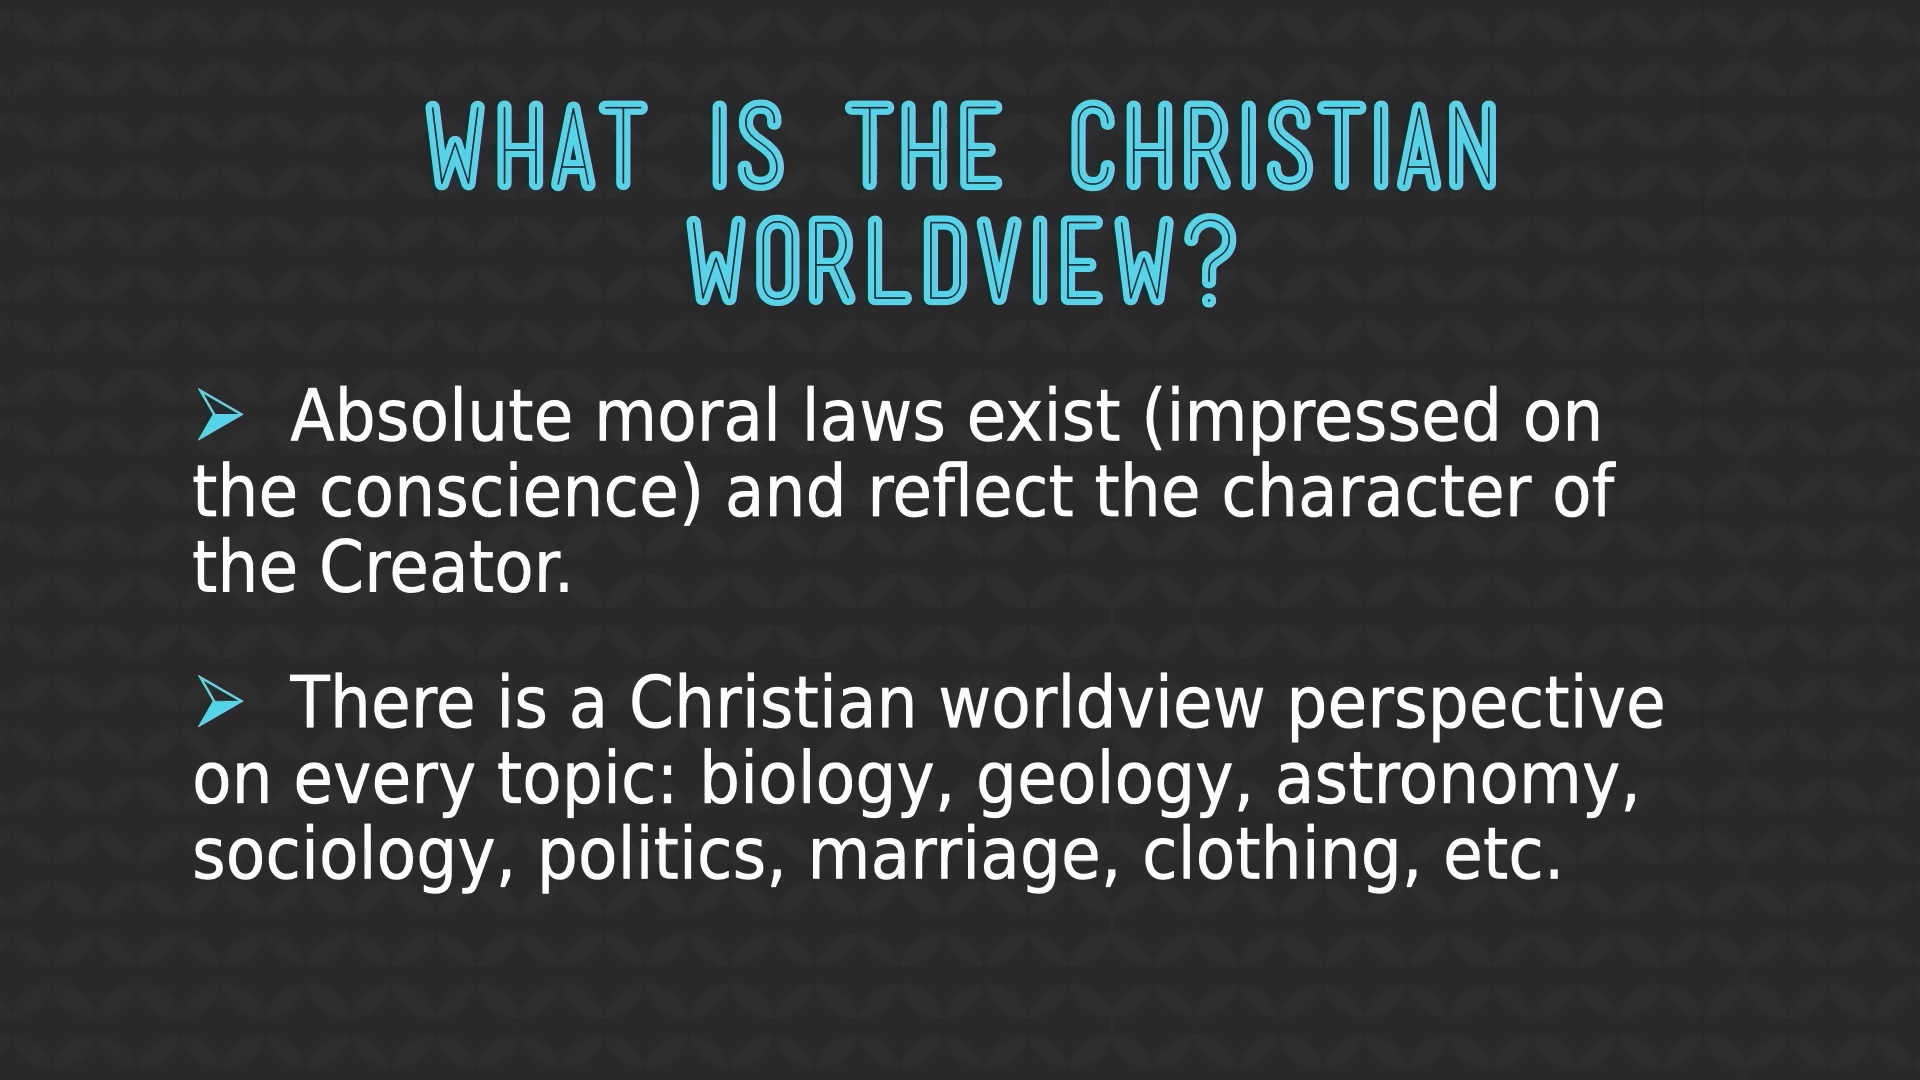 WHAT IS THE CHRISTIAN
WORLDVIEW?
➢ Absolute moral laws exist (impressed on
the conscience) and reflect the character of
the Creator.
➢ There is a Christian worldview perspective
on every topic: biology, geology, astronomy,
sociology, politics, marriage, clothing, etc.